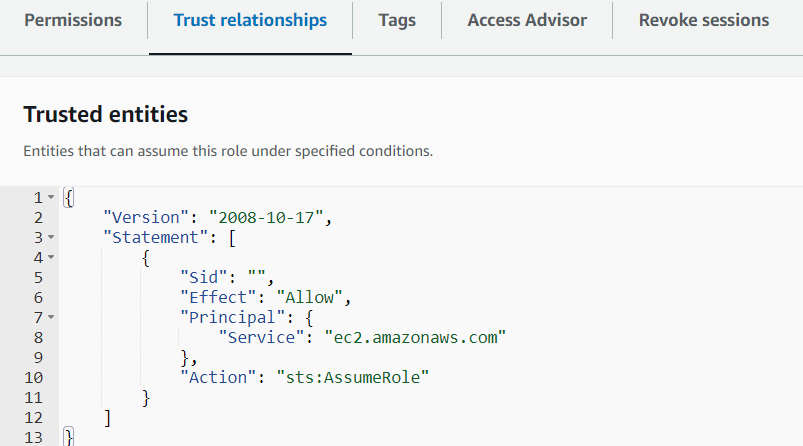 Permissions Trust relationships Tags Access Advisor Revoke sessions
Trusted entities
Entities that can assume this role under specified conditions.
1 {
2     "Version": "2008-10-17",
3     "Statement": [
4         {
5             "Sid": "",
6             "Effect": "Allow",
7             "Principal": {
8                 "Service": "ec2.amazonaws.com"
9             },
10             "Action": "sts:AssumeRole"
11         }
12     ]
13 }